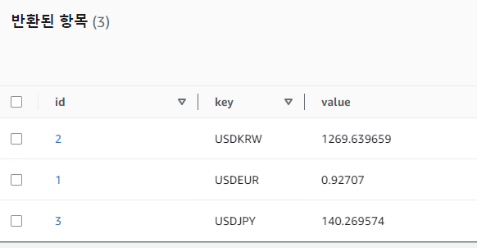 반환된 항목 (3)
id key value
2 USDKRW 1269.639659
1 USDEUR 0.92707
3 USDJPY 140.269574